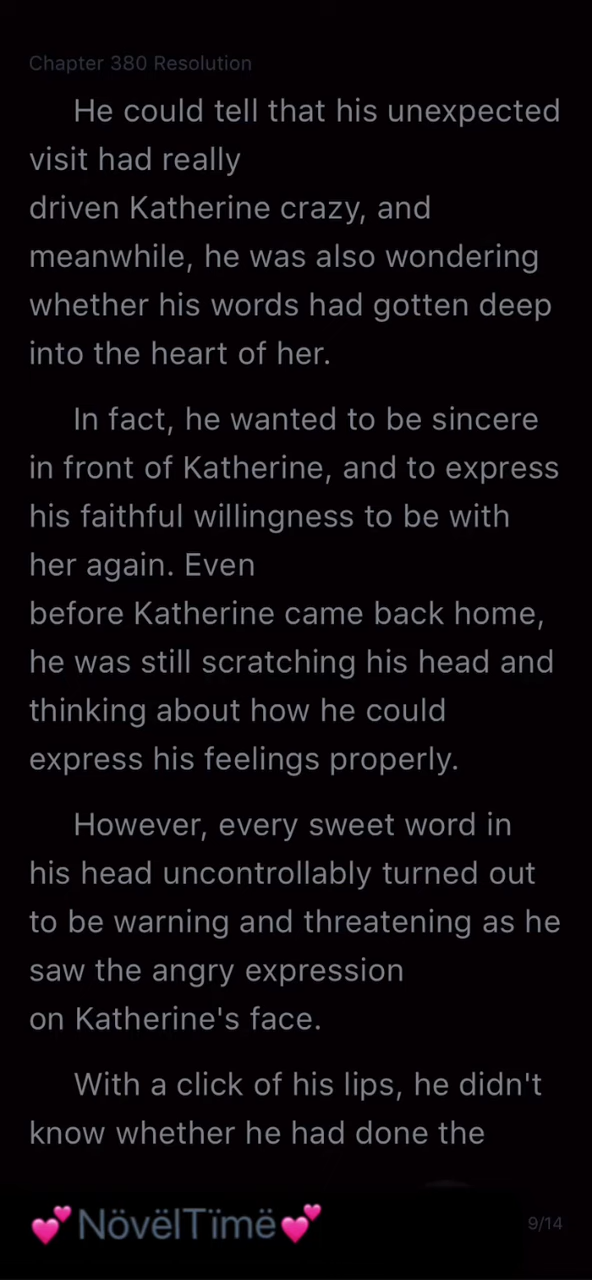 Chapter 380 Resolution
He could tell that his unexpected
visit had really
driven Katherine crazy, and
meanwhile, he was also wondering
whether his words had gotten deep
into the heart of her.
In fact, he wanted to be sincere
in front of Katherine, and to express
his faithful willingness to be with
her again. Even
before Katherine came back home,
he was still scratching his head and
thinking about how he could
express his feelings properly.
However, every sweet word in
his head uncontrollably turned out
to be warning and threatening as he
saw the angry expression
on Katherine's face.
With a click of his lips, he didn't
know whether he had done the
💕NövëlTïmë💕
9/14